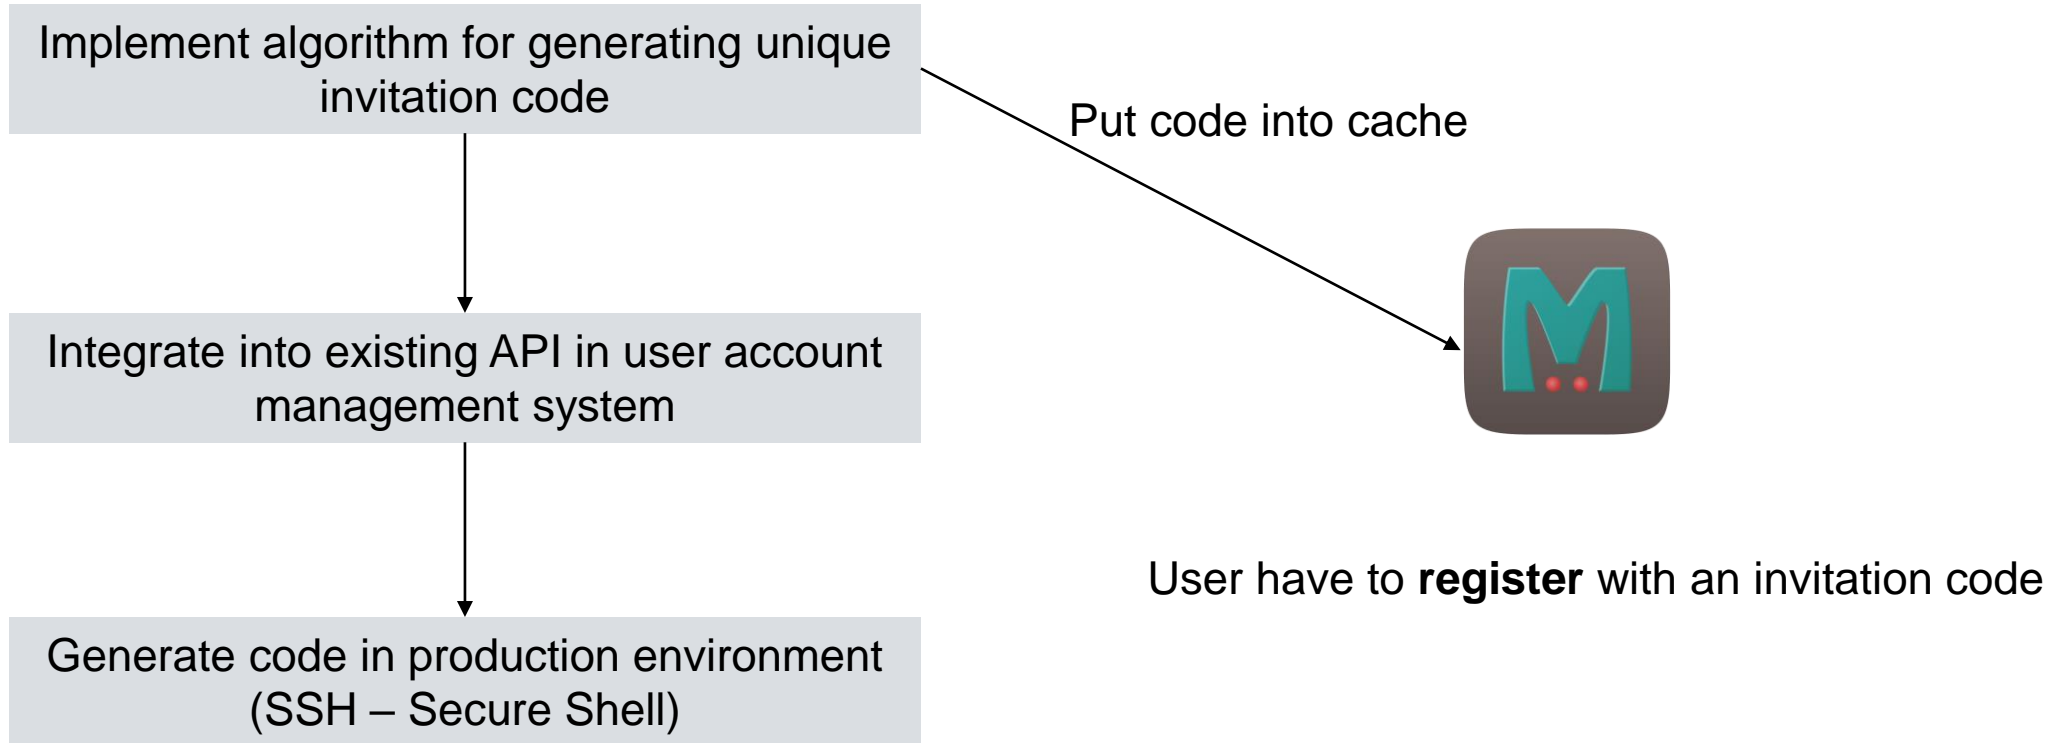 Implement algorithm for generating unique
invitation code
Put code into cache
M
Integrate into existing API in user account
management system
User have to register with an invitation code
Generate code in production environment
(SSH – Secure Shell)